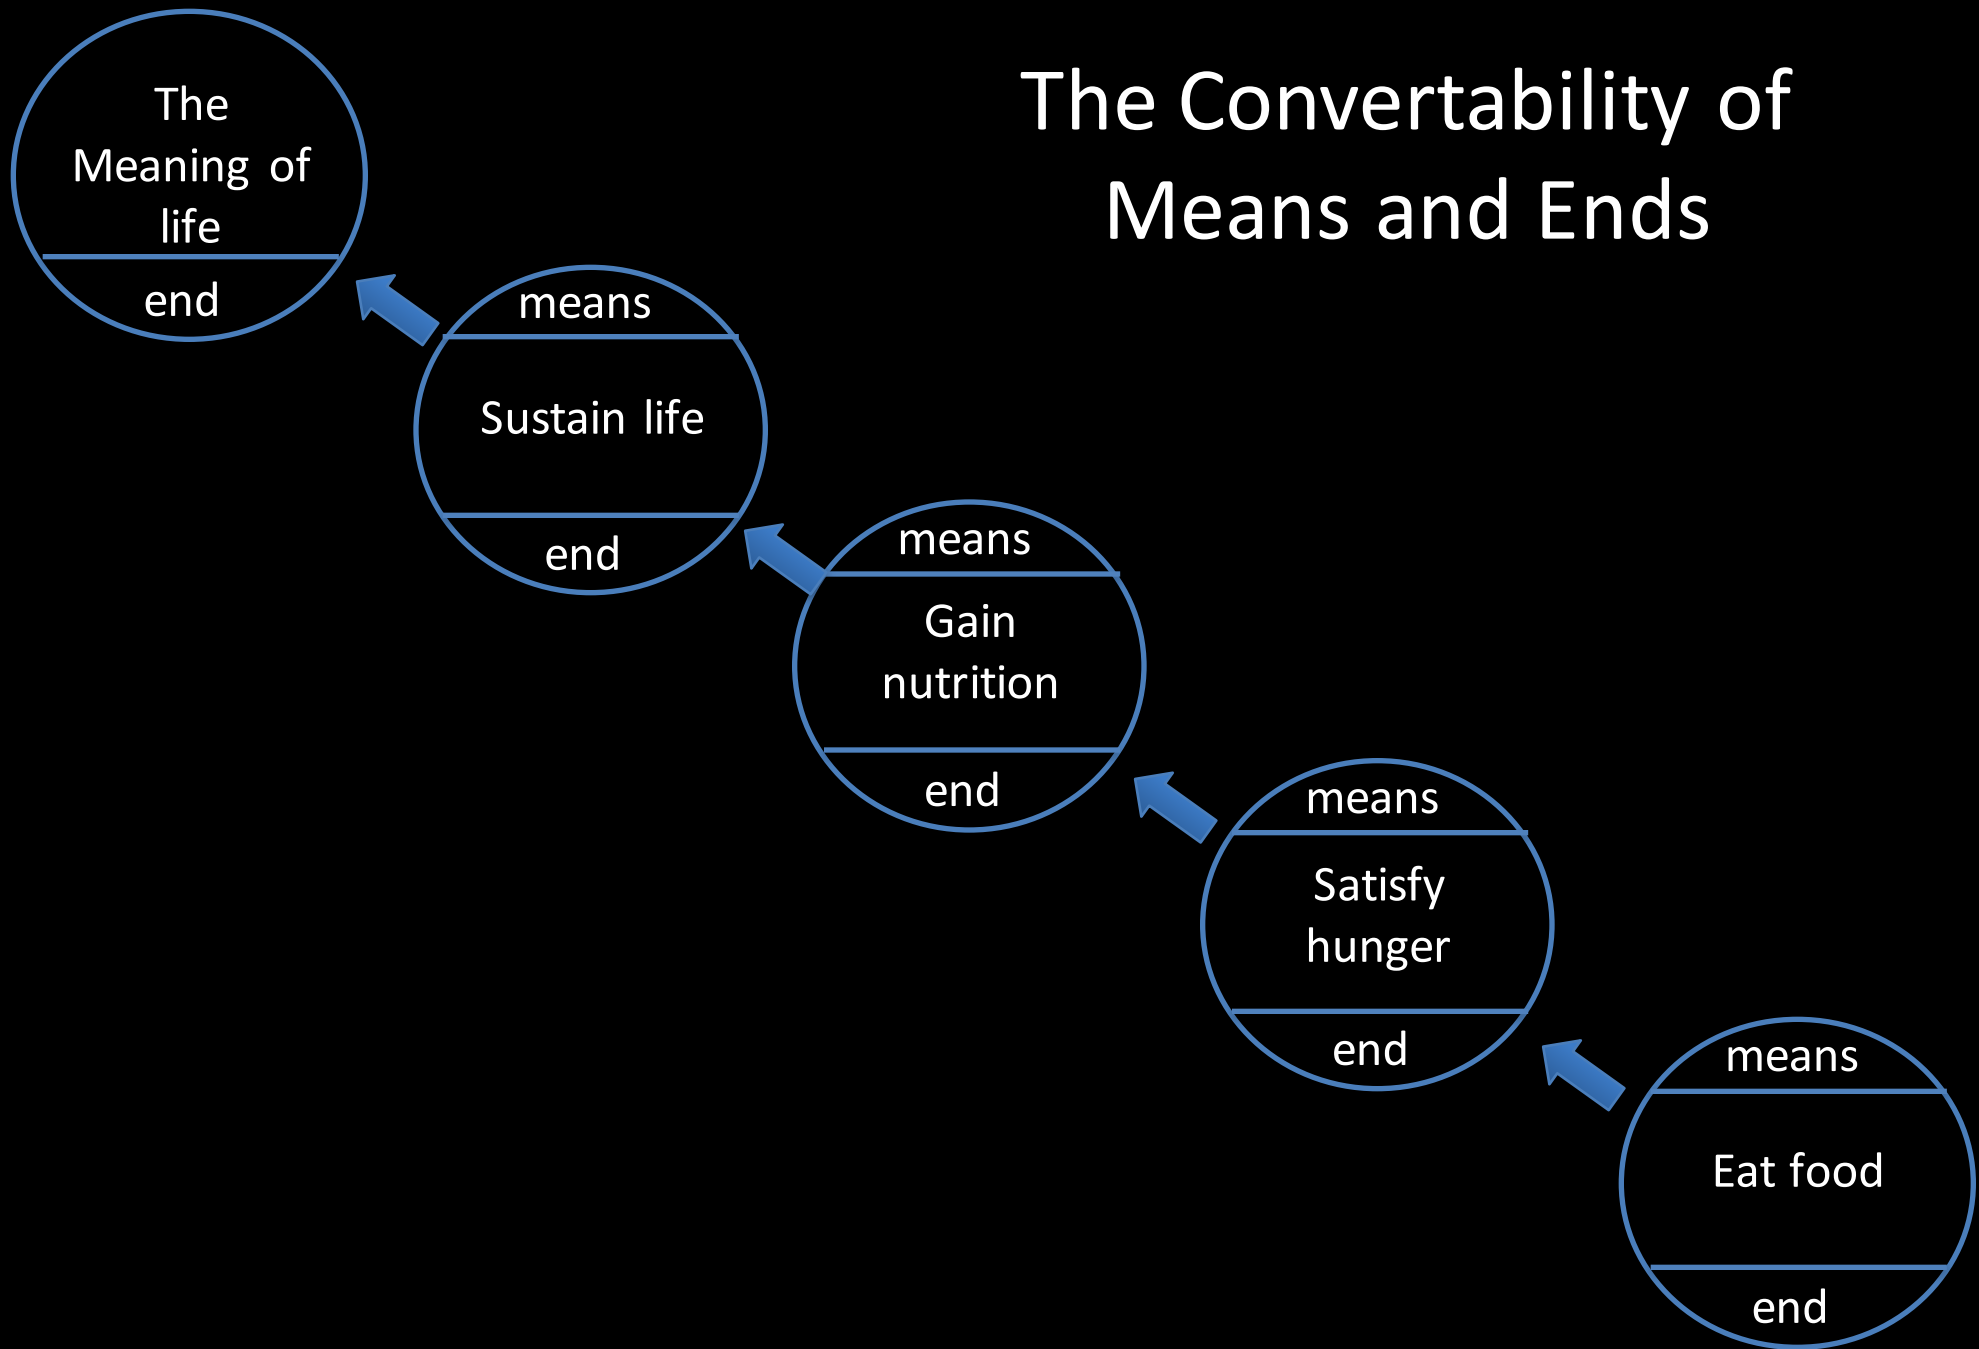 The Convertability of
Means and Ends
The
Meaning of
life
end
means
Sustain life
end
means
Gain
nutrition
end
means
Satisfy
hunger
end
means
Eat food
end